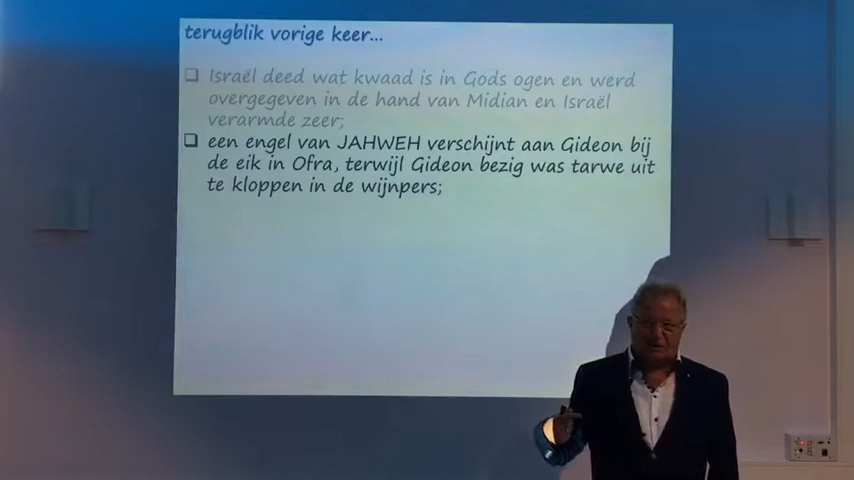 terugblik vorige keer...
❑ Israël deed wat kwaad is in Gods ogen en werd
overgegeven in de hand van Midian en Israël
verarmde zeer;
❑ een engel van JAHWEH verschijnt aan Gideon bij
de eik in Ofra, terwijl Gideon bezig was tarwe uit
te kloppen in de wijnpers;